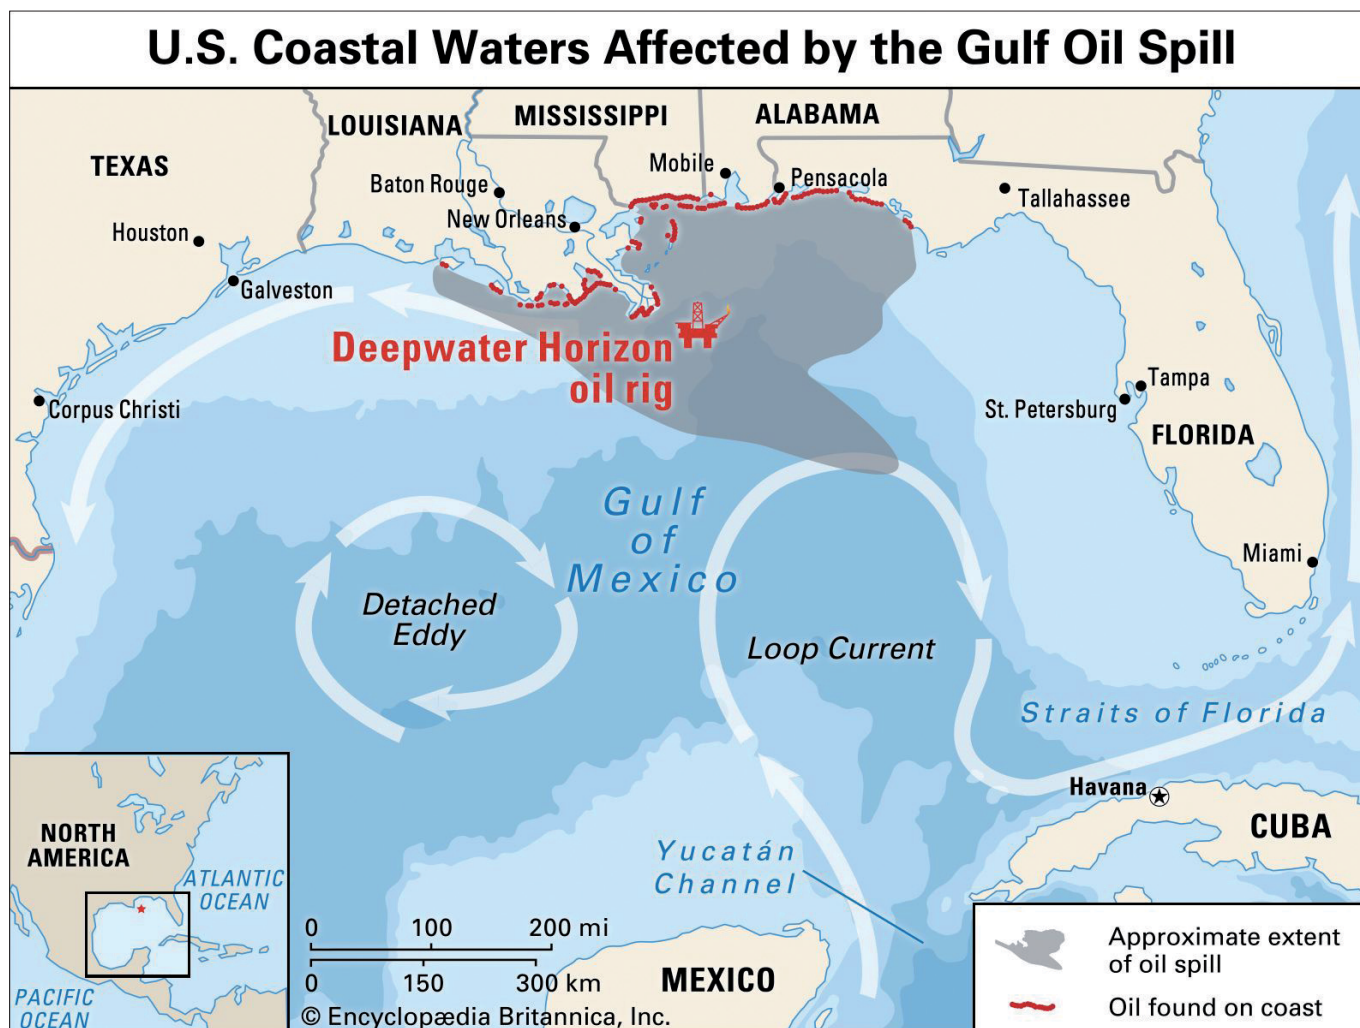 U.S. Coastal Waters Affected by the Gulf Oil Spill
TEXAS
LOUISIANA
MISSISSIPPI
ALABAMA
Houston
Galveston
Corpus Christi
Baton Rouge
New Orleans
Mobile
Pensacola
Tallahassee
Tampa
St. Petersburg
FLORIDA
Miami
Deepwater Horizon
oil rig
Gulf
of
Mexico
Detached
Eddy
Loop Current
Straits of Florida
Havana
CUBA
Yucatán
Channel
MEXICO
NORTH
AMERICA
ATLANTIC
OCEAN
PACIFIC
OCEAN
0 100 200 mi
0 150 300 km
© Encyclopædia Britannica, Inc.
Approximate extent
of oil spill
Oil found on coast